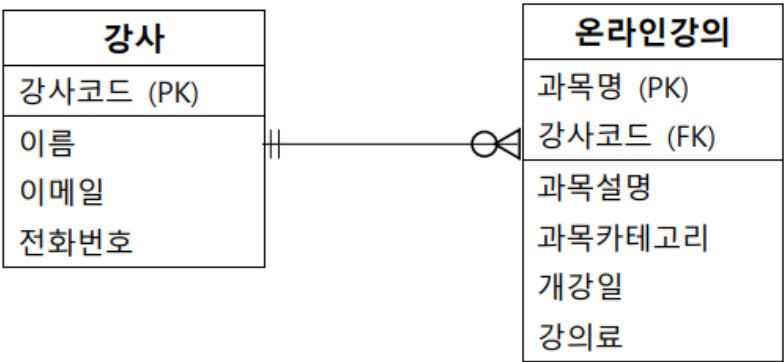 강사
강사코드 (PK)
이름
이메일
전화번호
온라인강의
과목명 (PK)
강사코드 (FK)
과목설명
과목카테고리
개강일
강의료